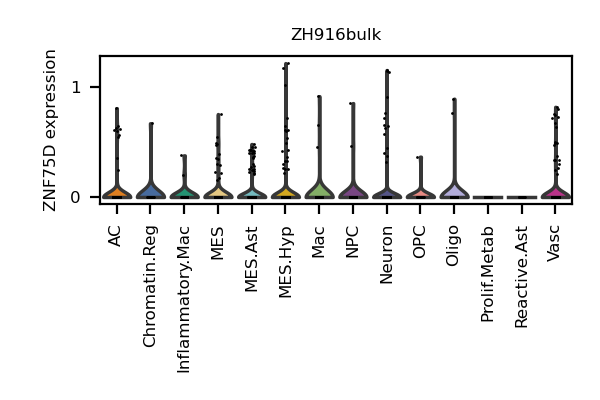 ZH916bulk
ZNF75D expression
1
0
AC
Chromatin.Reg
Inflammatory.Mac
MES
MES.Ast
MES.Hyp
Mac
NPC
Neuron
OPC
Oligo
Prolif.Metab
Reactive.Ast
Vasc